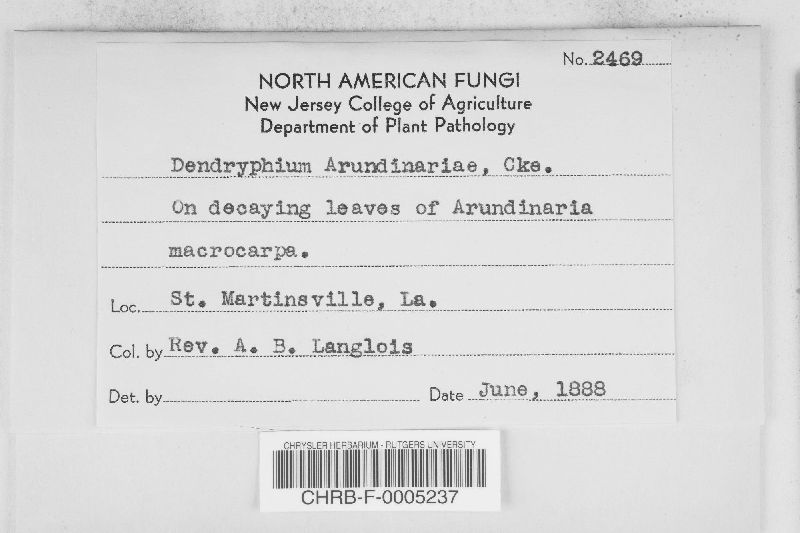 No. 2469
NORTH AMERICAN FUNGI
New Jersey College of Agriculture
Department of Plant Pathology
Dendryphium Arundinariae, Cke.
On decaying leaves of Arundinaria
macrocarpa.
Loc. St. Martinsville, La.
Col. by Rev. A. B. Langlois
Det. by Date June, 1888
CHRYSLER HERBARIUM - RUTGERS UNIVERSITY
CHRB-F-0005237